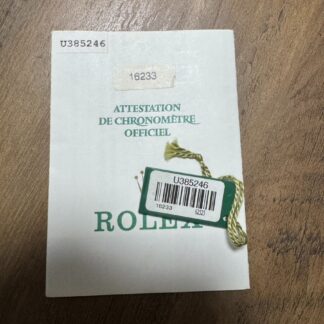 U385246
16233
ATTESTATION
DE CHRONOMÈTRE
OFFICIEL
U385246
16233
ROLEX